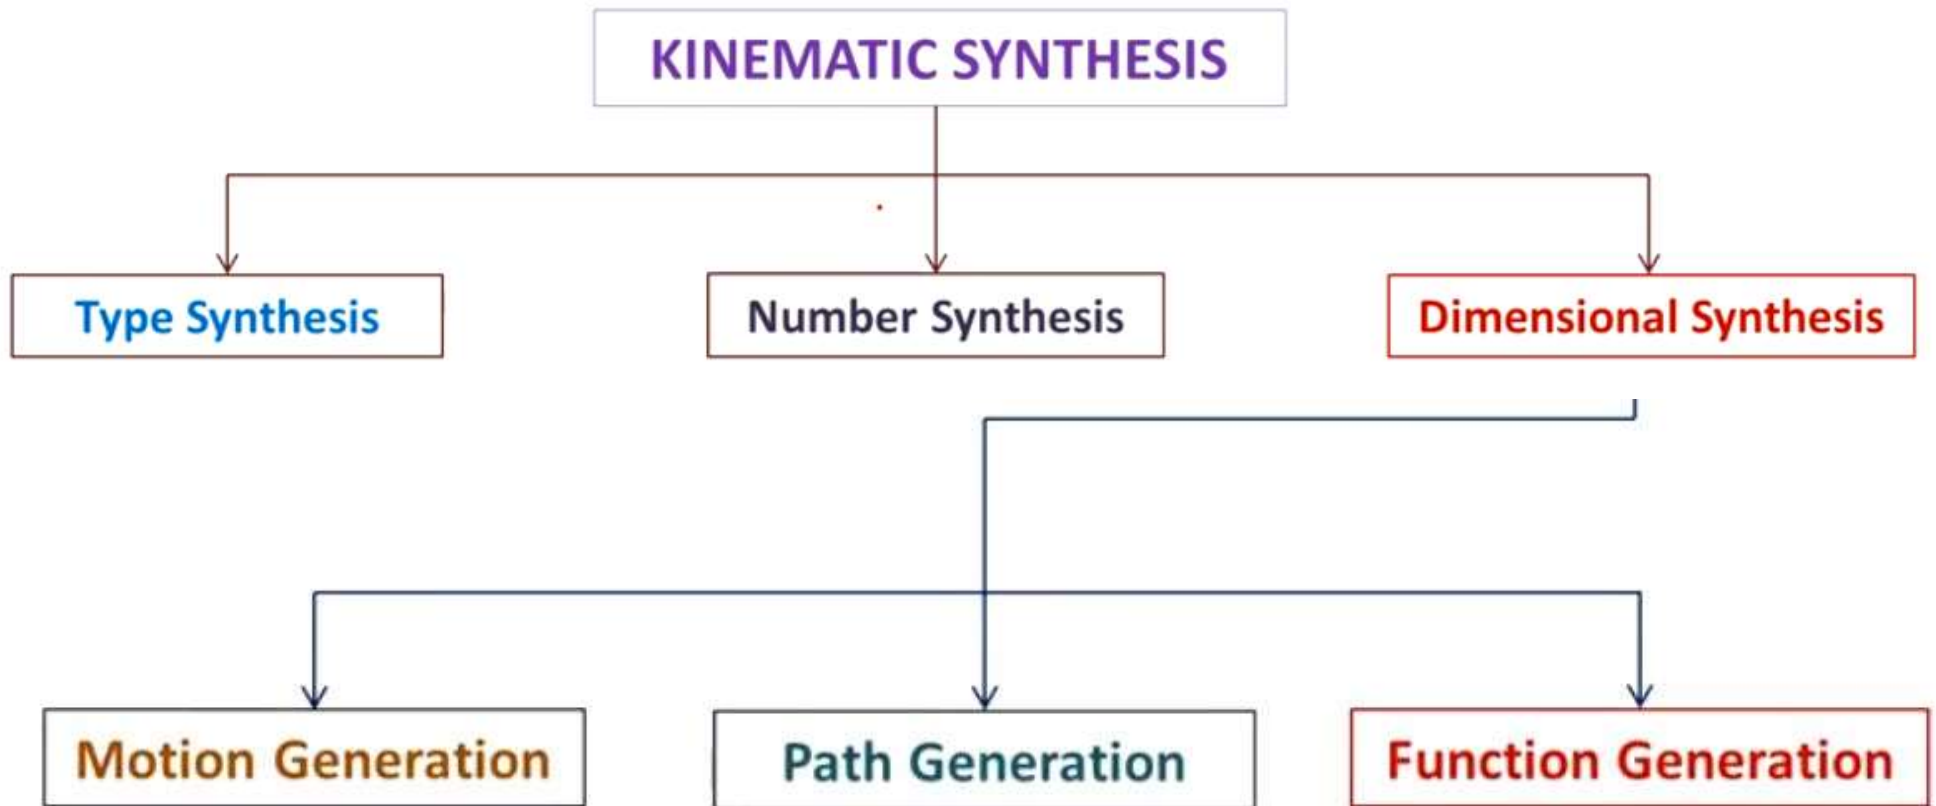 KINEMATIC SYNTHESIS
Type Synthesis
Number Synthesis
Dimensional Synthesis
Motion Generation
Path Generation
Function Generation